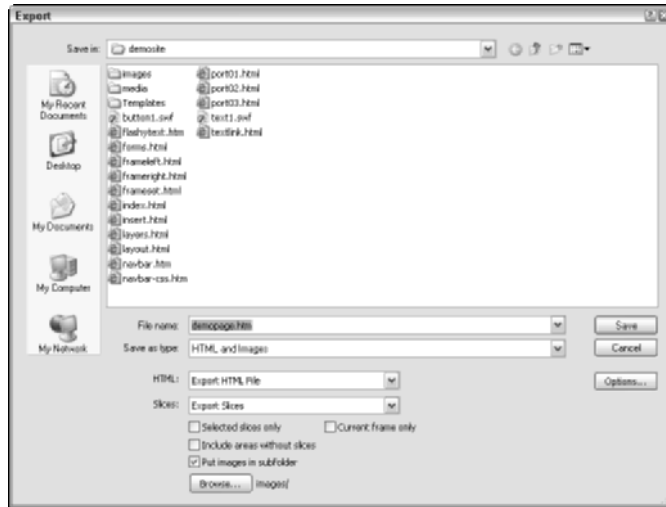 Export
Save in: demosite
My Recent Documents
Desktop
My Documents
My Computer
My Network
images
media
Templates
button1.swf
flashytext.htm
forms.html
frameleft.html
frameright.html
frameset.html
index.html
insert.html
layers.html
layout.html
navbar.htm
navbar-css.htm
port01.html
port02.html
port03.html
text1.swf
textlink.html
File name: demopage.htm Save
Save as type: HTML and Images Cancel
HTML: Export HTML File Options...
Slices: Export Slices
Selected slices only Current frame only
Include areas without slices
Put images in subfolder
Browse... images/